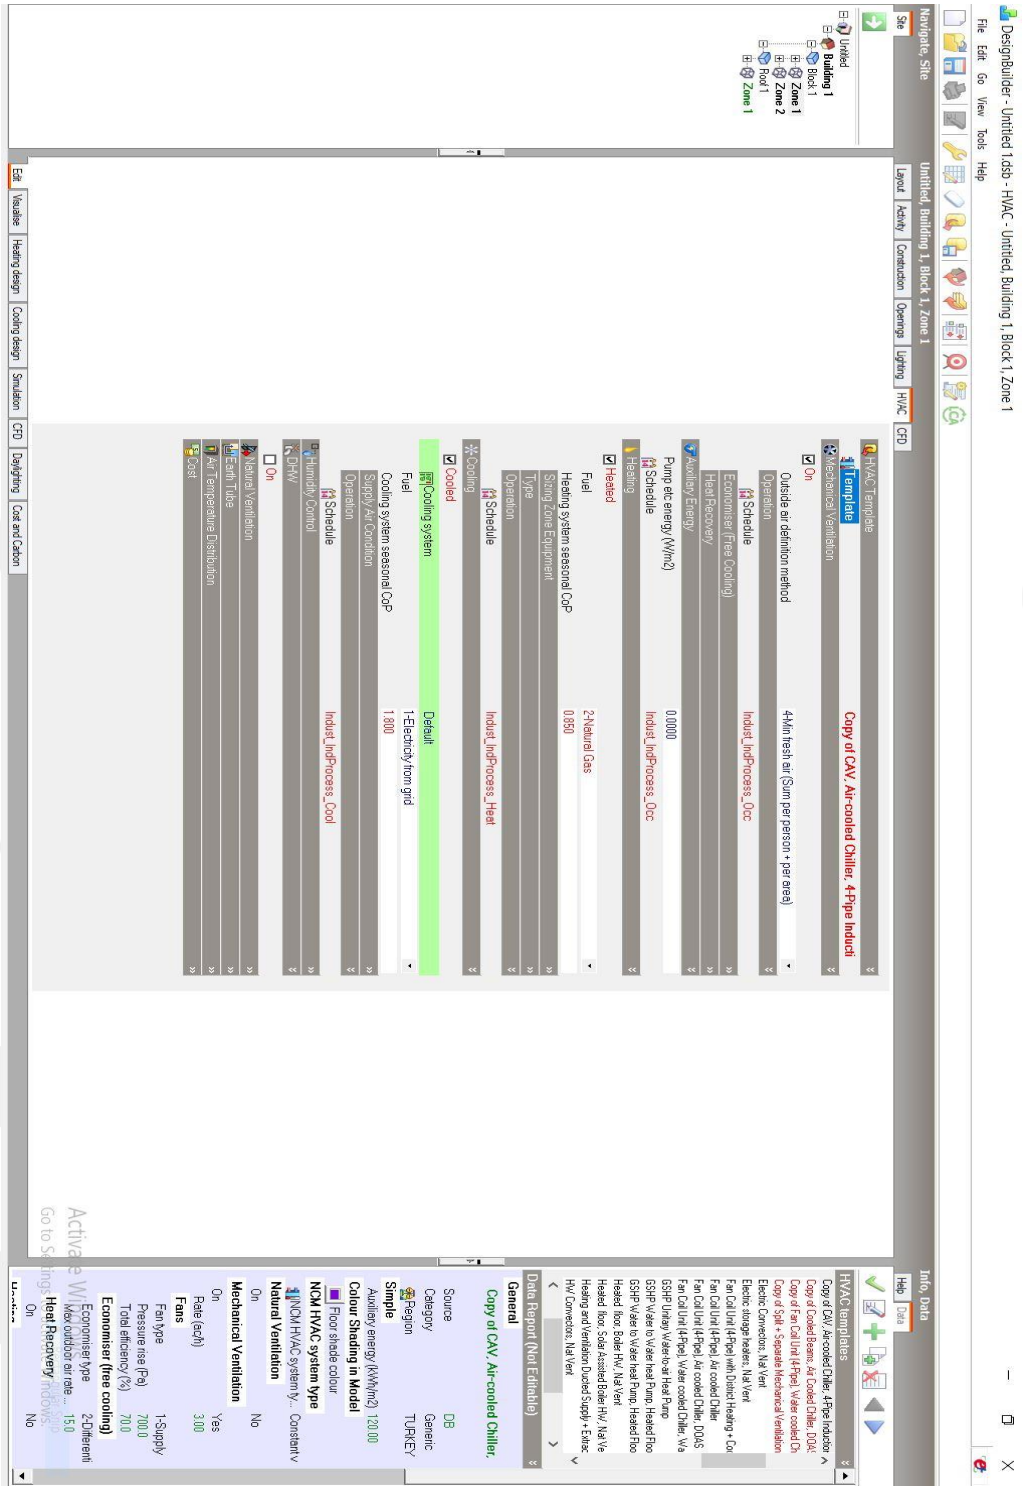 DesignBuilder - Untitled 1.dsb - HVAC - Untitled, Building 1, Block 1, Zone 1
File Edit Go View Tools Help
Navigate, Site
Site
Untitled
Building 1
Block 1
Zone 1
Zone 2
Roof 1
Zone 1
Untitled, Building 1, Block 1, Zone 1
Layout Activity Construction Openings Lighting HVAC CFD
HVAC Template
Template Copy of CAV, Air-cooled Chiller, 4-Pipe Inducti
Mechanical Ventilation
On
Outside air definition method 4-Min fresh air (Sum per person + per area)
Operation
Schedule Indust_IndProcess_Occ
Economiser (Free Cooling)
Heat Recovery
Auxiliary Energy
Pump etc energy (W/m2) 0.0000
Schedule Indust_IndProcess_Occ
Heating
Heated
Fuel 2-Natural Gas
Heating system seasonal CoP 0.850
Sizing Zone Equipment
Type
Operation
Schedule Indust_IndProcess_Heat
Cooling
Cooled
Cooling system Default
Fuel 1-Electricity from grid
Cooling system seasonal CoP 1.800
Supply Air Condition
Operation
Schedule Indust_IndProcess_Cool
Humidity Control
DHW
On
Natural Ventilation
Earth Tube
Air Temperature Distribution
Cost
Edit Visualise Heating design Cooling design Simulation CFD Daylighting Cost and Carbon
Info, Data
Help Data
HVAC templates
Copy of CAV, Air-cooled Chiller, 4-Pipe Induction
Copy of Cooled Beams, Air Cooled Chiller, DOA
Copy of Fan Coil Unit (4-Pipe), Water cooled Ch
Copy of Split + Separate Mechanical Ventilation
Electric Convectors, Nat Vent
Electric storage heaters, Nat Vent
Fan Coil Unit (4-Pipe) with District Heating + Co
Fan Coil Unit (4-Pipe), Air cooled Chiller
Fan Coil Unit (4-Pipe), Air cooled Chiller, DOAS
Fan Coil Unit (4-Pipe), Water cooled Chiller, Wa
GSHP Unitary Water-to-air Heat Pump
GSHP Water to Water heat Pump, Heated Floo
GSHP Water to Water heat Pump, Heated Floo
Heated floor, Boiler HW, Nat Vent
Heated floor, Solar Assisted Boiler HW, Nat Ve
Heating and Ventilation Ducted Supply + Extrac
HW Convectors, Nat Vent
Data Report (Not Editable)
General
Copy of CAV, Air-cooled Chiller,
Source DB
Category Generic
Region TURKEY
Simple
Auxiliary energy (kWh/m2) 120.00
Colour Shading in Model
Floor shade colour
NCM HVAC system type
NCM HVAC system ty... Constant v
Natural Ventilation
On No
Mechanical Ventilation
On Yes
Rate (ac/h) 3.00
Fans
Fan type 1-Supply
Pressure rise (Pa) 700.0
Total efficiency (%) 70.0
Economiser (free cooling)
Economiser type 2-Differenti
Max outdoor air rate ... 15.0
Heat Recovery
On No
Heating
Activate Windows
Go to Settings